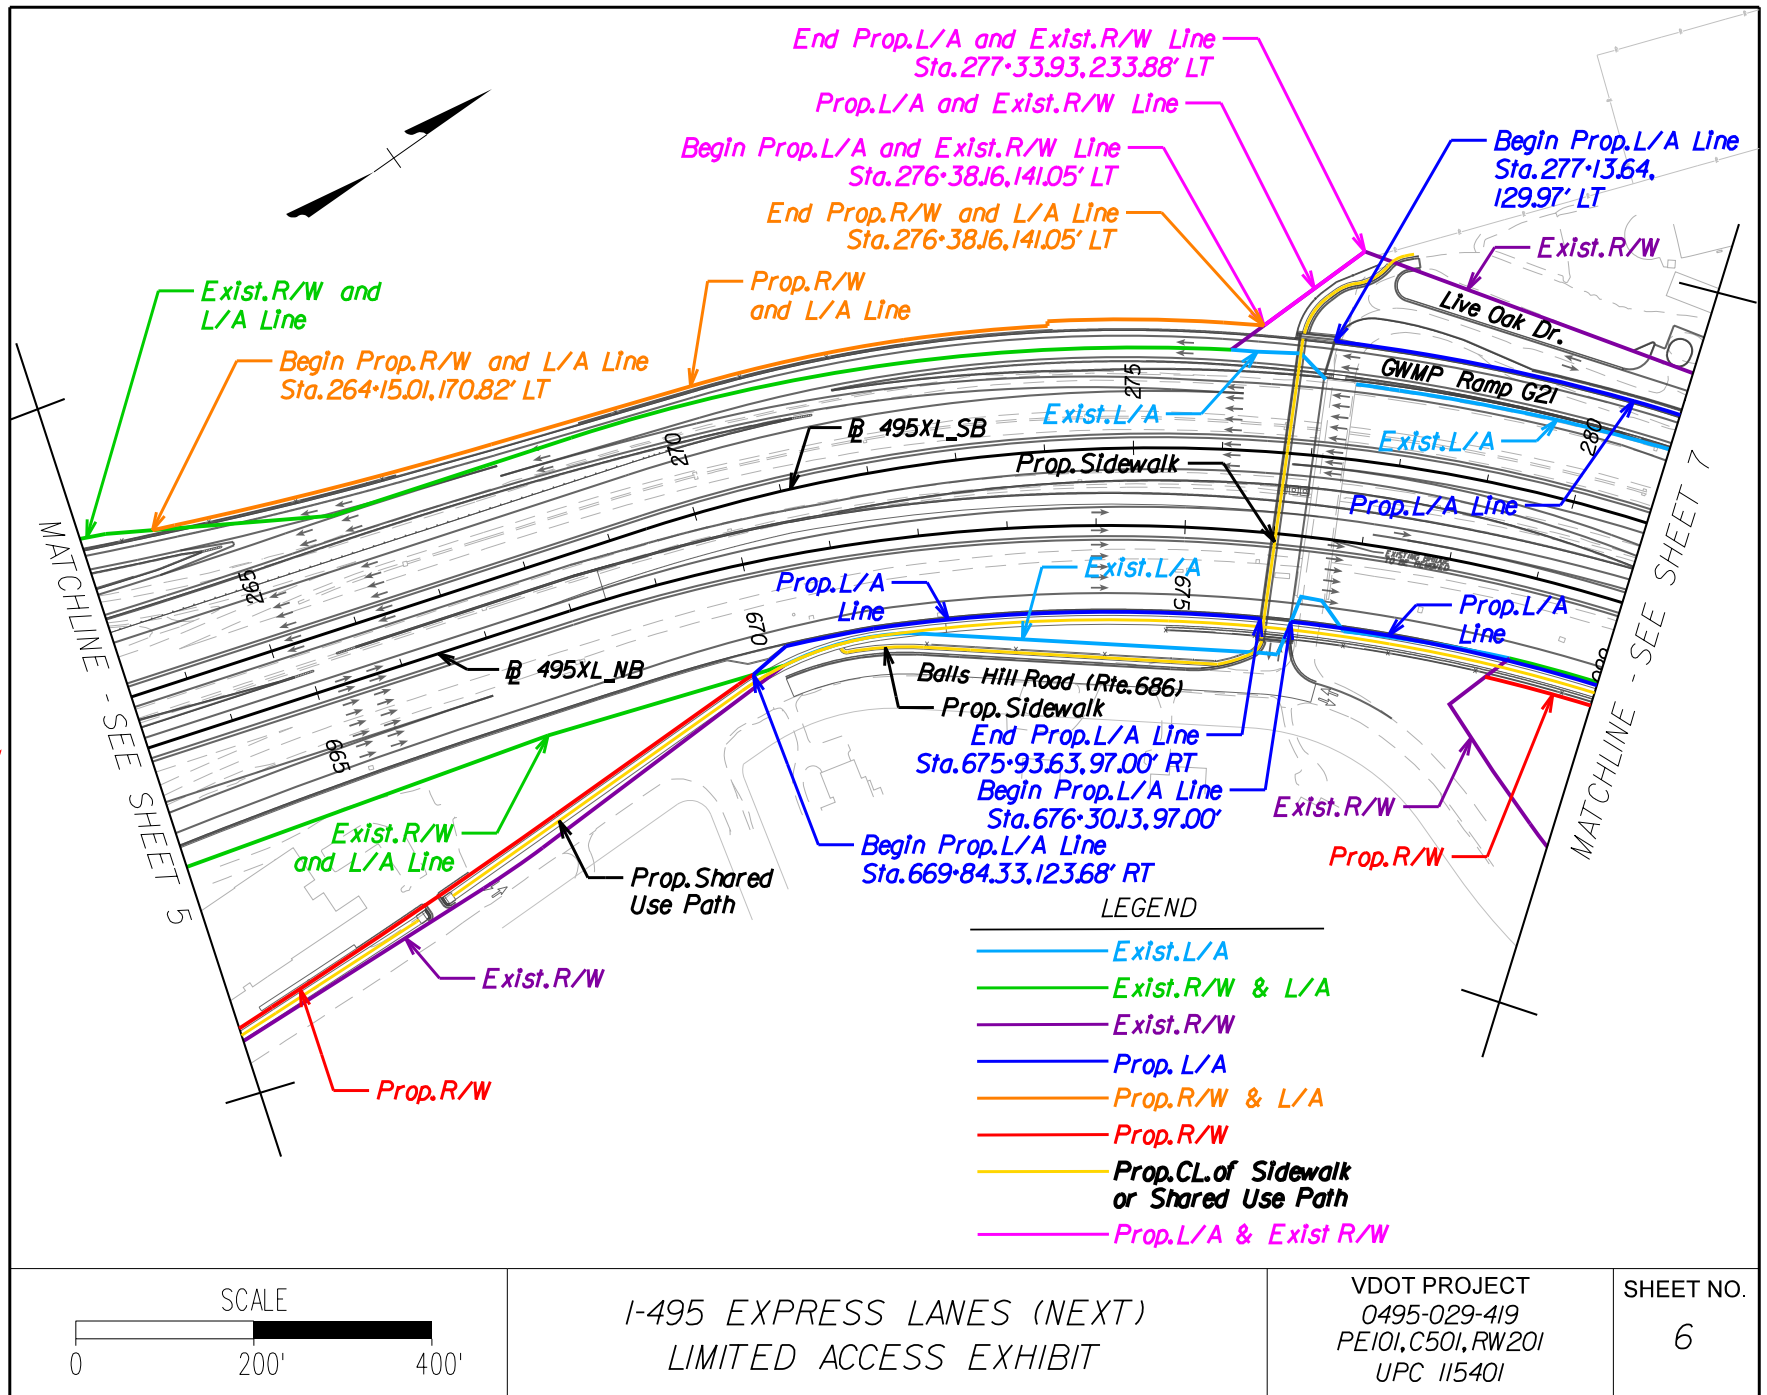 End Prop. L/A and Exist. R/W Line
Sta. 277+33.93, 233.88' LT
Prop. L/A and Exist. R/W Line
Begin Prop. L/A and Exist. R/W Line
Sta. 276+38.16, 141.05' LT
End Prop. R/W and L/A Line
Sta. 276+38.16, 141.05' LT
Begin Prop. L/A Line
Sta. 277+13.64,
129.97' LT
Exist. R/W
Exist. R/W and
L/A Line
Prop. R/W
and L/A Line
Begin Prop. R/W and L/A Line
Sta. 264+15.01, 170.82' LT
Live Oak Dr.
GWMP Ramp G21
275
Exist. L/A
Exist. L/A
280
270
BL 495XL_SB
Prop. Sidewalk
Prop. L/A Line
MATCHLINE - SEE SHEET 5
MATCHLINE - SEE SHEET 7
265
Prop. L/A
Line
Exist. L/A
675
Prop. L/A
Line
670
BL 495XL_NB
Balls Hill Road (Rte. 686)
Prop. Sidewalk
665
End Prop. L/A Line
Sta. 675+93.63, 97.00' RT
Begin Prop. L/A Line
Sta. 676+30.13, 97.00'
Exist. R/W
Prop. R/W
Exist. R/W
and L/A Line
Begin Prop. L/A Line
Sta. 669+84.33, 123.68' RT
Prop. Shared
Use Path
Exist. R/W
Prop. R/W
LEGEND
Exist. L/A
Exist. R/W & L/A
Exist. R/W
Prop. L/A
Prop. R/W & L/A
Prop. R/W
Prop. CL. of Sidewalk
or Shared Use Path
Prop. L/A & Exist R/W
SCALE
0 200' 400'
I-495 EXPRESS LANES (NEXT)
LIMITED ACCESS EXHIBIT
VDOT PROJECT
0495-029-419
PE101, C501, RW201
UPC 115401
SHEET NO.
6